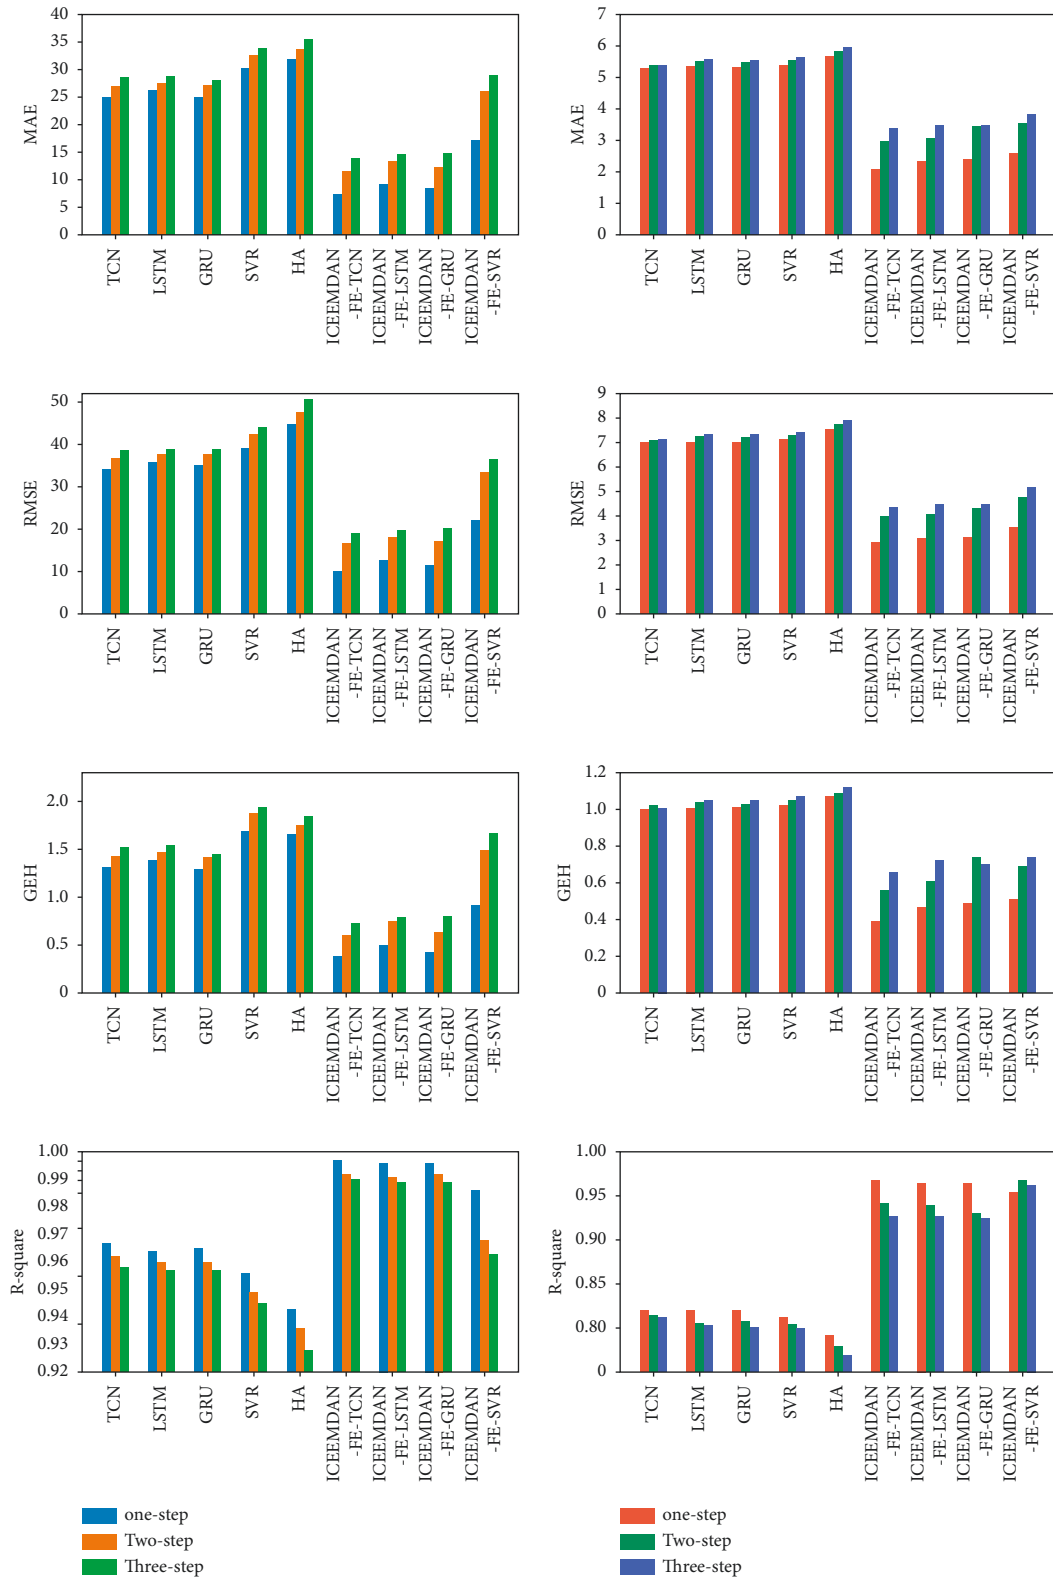 40
35
30
25
20
15
10
5
0
MAE
TCN
LSTM
GRU
SVR
HA
ICEEMDAN
-FE-TCN
ICEEMDAN
-FE-LSTM
ICEEMDAN
-FE-GRU
ICEEMDAN
-FE-SVR
7
6
5
4
3
2
1
0
MAE
TCN
LSTM
GRU
SVR
HA
ICEEMDAN
-FE-TCN
ICEEMDAN
-FE-LSTM
ICEEMDAN
-FE-GRU
ICEEMDAN
-FE-SVR
50
40
30
20
10
0
RMSE
TCN
LSTM
GRU
SVR
HA
ICEEMDAN
-FE-TCN
ICEEMDAN
-FE-LSTM
ICEEMDAN
-FE-GRU
ICEEMDAN
-FE-SVR
9
8
7
6
5
4
3
2
1
0
RMSE
TCN
LSTM
GRU
SVR
HA
ICEEMDAN
-FE-TCN
ICEEMDAN
-FE-LSTM
ICEEMDAN
-FE-GRU
ICEEMDAN
-FE-SVR
2.0
1.5
1.0
0.5
0
GEH
TCN
LSTM
GRU
SVR
HA
ICEEMDAN
-FE-TCN
ICEEMDAN
-FE-LSTM
ICEEMDAN
-FE-GRU
ICEEMDAN
-FE-SVR
1.2
1.0
0.8
0.6
0.4
0.2
0
GEH
TCN
LSTM
GRU
SVR
HA
ICEEMDAN
-FE-TCN
ICEEMDAN
-FE-LSTM
ICEEMDAN
-FE-GRU
ICEEMDAN
-FE-SVR
1.00
0.99
0.98
0.97
0.96
0.95
0.94
0.93
0.92
R-square
TCN
LSTM
GRU
SVR
HA
ICEEMDAN
-FE-TCN
ICEEMDAN
-FE-LSTM
ICEEMDAN
-FE-GRU
ICEEMDAN
-FE-SVR
1.00
0.95
0.90
0.85
0.80
0
R-square
TCN
LSTM
GRU
SVR
HA
ICEEMDAN
-FE-TCN
ICEEMDAN
-FE-LSTM
ICEEMDAN
-FE-GRU
ICEEMDAN
-FE-SVR
one-step
Two-step
Three-step
one-step
Two-step
Three-step